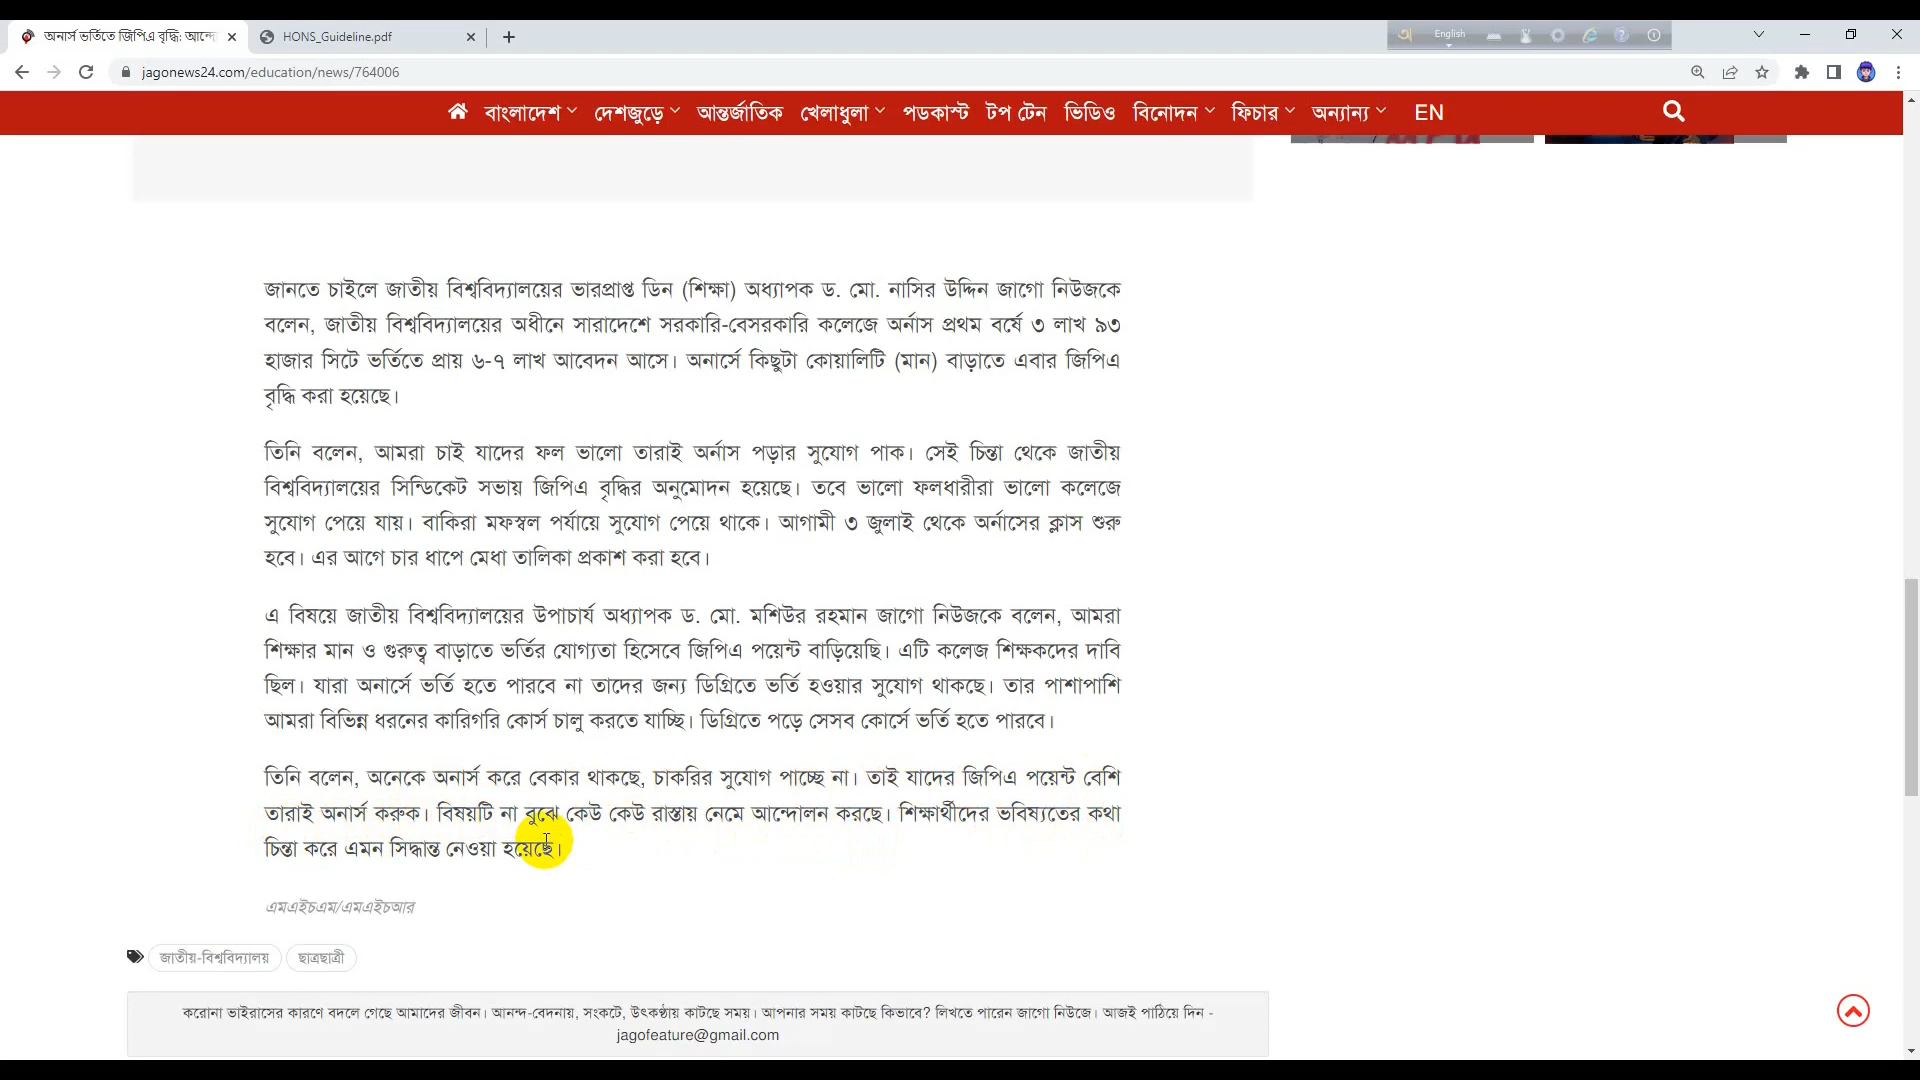 অনার্স ভর্তিতে জিপিএ বৃদ্ধি: আন্দে
HONS_Guideline.pdf
English
jagonews24.com/education/news/764006
বাংলাদেশ দেশজুড়ে আন্তর্জাতিক খেলাধুলা পডকাস্ট টপ টেন ভিডিও বিনোদন ফিচার অন্যান্য EN
জানতে চাইলে জাতীয় বিশ্ববিদ্যালয়ের ভারপ্রাপ্ত ডিন (শিক্ষা) অধ্যাপক ড. মো. নাসির উদ্দিন জাগো নিউজকে
বলেন, জাতীয় বিশ্ববিদ্যালয়ের অধীনে সারাদেশে সরকারি-বেসরকারি কলেজে অর্নাস প্রথম বর্ষে ৩ লাখ ৯৩
হাজার সিটে ভর্তিতে প্রায় ৬-৭ লাখ আবেদন আসে। অনার্সে কিছুটা কোয়ালিটি (মান) বাড়াতে এবার জিপিএ
বৃদ্ধি করা হয়েছে।
তিনি বলেন, আমরা চাই যাদের ফল ভালো তারাই অর্নাস পড়ার সুযোগ পাক। সেই চিন্তা থেকে জাতীয়
বিশ্ববিদ্যালয়ের সিন্ডিকেট সভায় জিপিএ বৃদ্ধির অনুমোদন হয়েছে। তবে ভালো ফলধারীরা ভালো কলেজে
সুযোগ পেয়ে যায়। বাকিরা মফস্বল পর্যায়ে সুযোগ পেয়ে থাকে। আগামী ৩ জুলাই থেকে অর্নাসের ক্লাস শুরু
হবে। এর আগে চার ধাপে মেধা তালিকা প্রকাশ করা হবে।
এ বিষয়ে জাতীয় বিশ্ববিদ্যালয়ের উপাচার্য অধ্যাপক ড. মো. মশিউর রহমান জাগো নিউজকে বলেন, আমরা
শিক্ষার মান ও গুরুত্ব বাড়াতে ভর্তির যোগ্যতা হিসেবে জিপিএ পয়েন্ট বাড়িয়েছি। এটি কলেজ শিক্ষকদের দাবি
ছিল। যারা অনার্সে ভর্তি হতে পারবে না তাদের জন্য ডিগ্রিতে ভর্তি হওয়ার সুযোগ থাকছে। তার পাশাপাশি
আমরা বিভিন্ন ধরনের কারিগরি কোর্স চালু করতে যাচ্ছি। ডিগ্রিতে পড়ে সেসব কোর্সে ভর্তি হতে পারবে।
তিনি বলেন, অনেকে অনার্স করে বেকার থাকছে, চাকরির সুযোগ পাচ্ছে না। তাই যাদের জিপিএ পয়েন্ট বেশি
তারাই অনার্স করুক। বিষয়টি না বুঝে কেউ কেউ রাস্তায় নেমে আন্দোলন করছে। শিক্ষার্থীদের ভবিষ্যতের কথা
চিন্তা করে এমন সিদ্ধান্ত নেওয়া হয়েছে।
এমএইচএম/এমএইচআর
জাতীয়-বিশ্ববিদ্যালয় ছাত্রছাত্রী
করোনা ভাইরাসের কারণে বদলে গেছে আমাদের জীবন। আনন্দ-বেদনায়, সংকটে, উৎকণ্ঠায় কাটছে সময়। আপনার সময় কাটছে কিভাবে? লিখতে পারেন জাগো নিউজে। আজই পাঠিয়ে দিন -
jagofeature@gmail.com